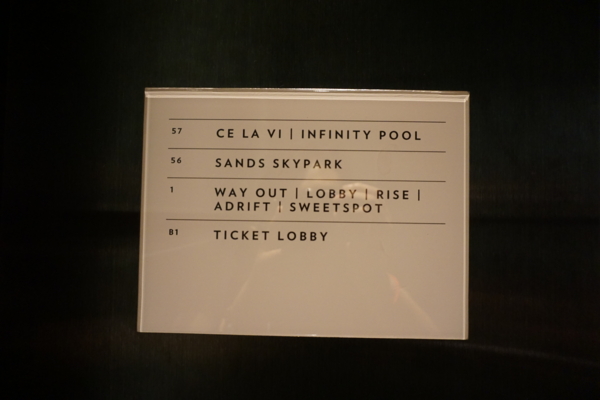 57 CE LA VI | INFINITY POOL
56 SANDS SKYPARK
1 WAY OUT | LOBBY | RISE |
ADRIFT | SWEETSPOT
B1 TICKET LOBBY